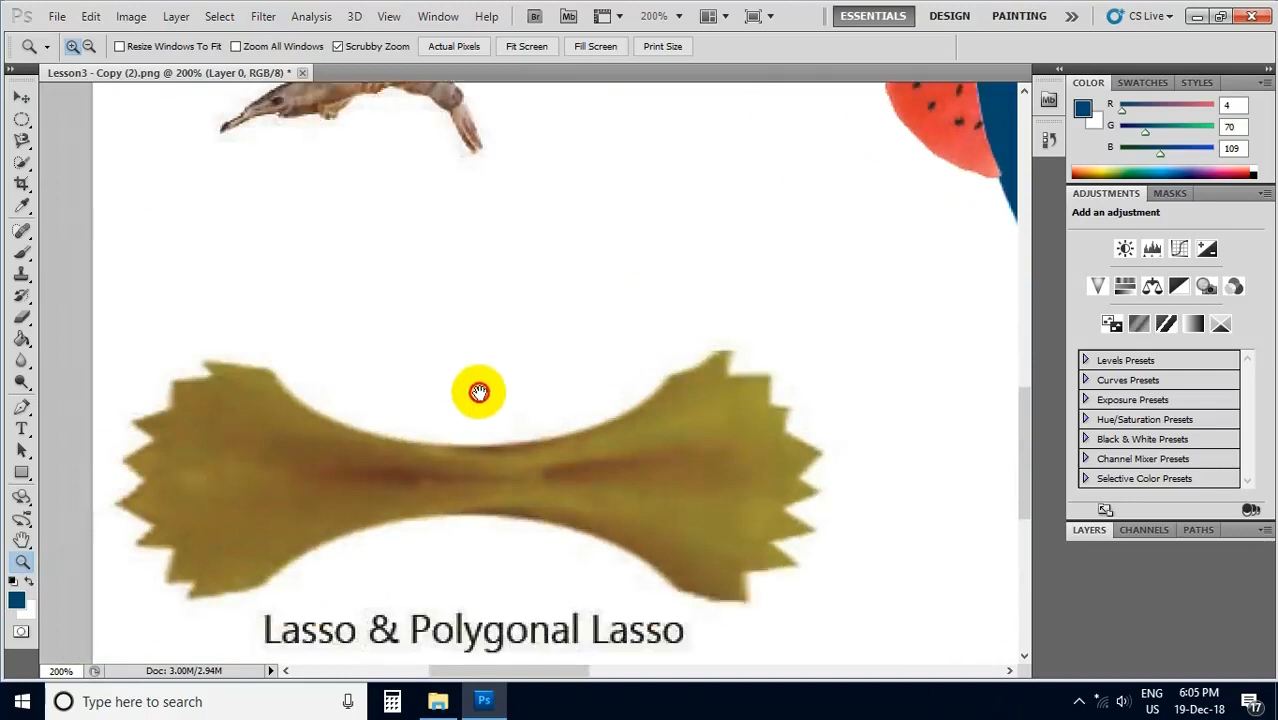 Ps File Edit Image Layer Select Filter Analysis 3D View Window Help Br Mb 200% ESSENTIALS DESIGN PAINTING CS Live
Resize Windows To Fit Zoom All Windows Scrubby Zoom Actual Pixels Fit Screen Fill Screen Print Size
Lesson3 - Copy (2).png @ 200% (Layer 0, RGB/8) *
COLOR SWATCHES STYLES
R 4
G 70
B 109
ADJUSTMENTS MASKS
Add an adjustment
Levels Presets
Curves Presets
Exposure Presets
Hue/Saturation Presets
Black & White Presets
Channel Mixer Presets
Selective Color Presets
LAYERS CHANNELS PATHS
Lasso & Polygonal Lasso
200% Doc: 3.00M/2.94M
Type here to search
Ps
ENG
US
6:05 PM
19-Dec-18
17